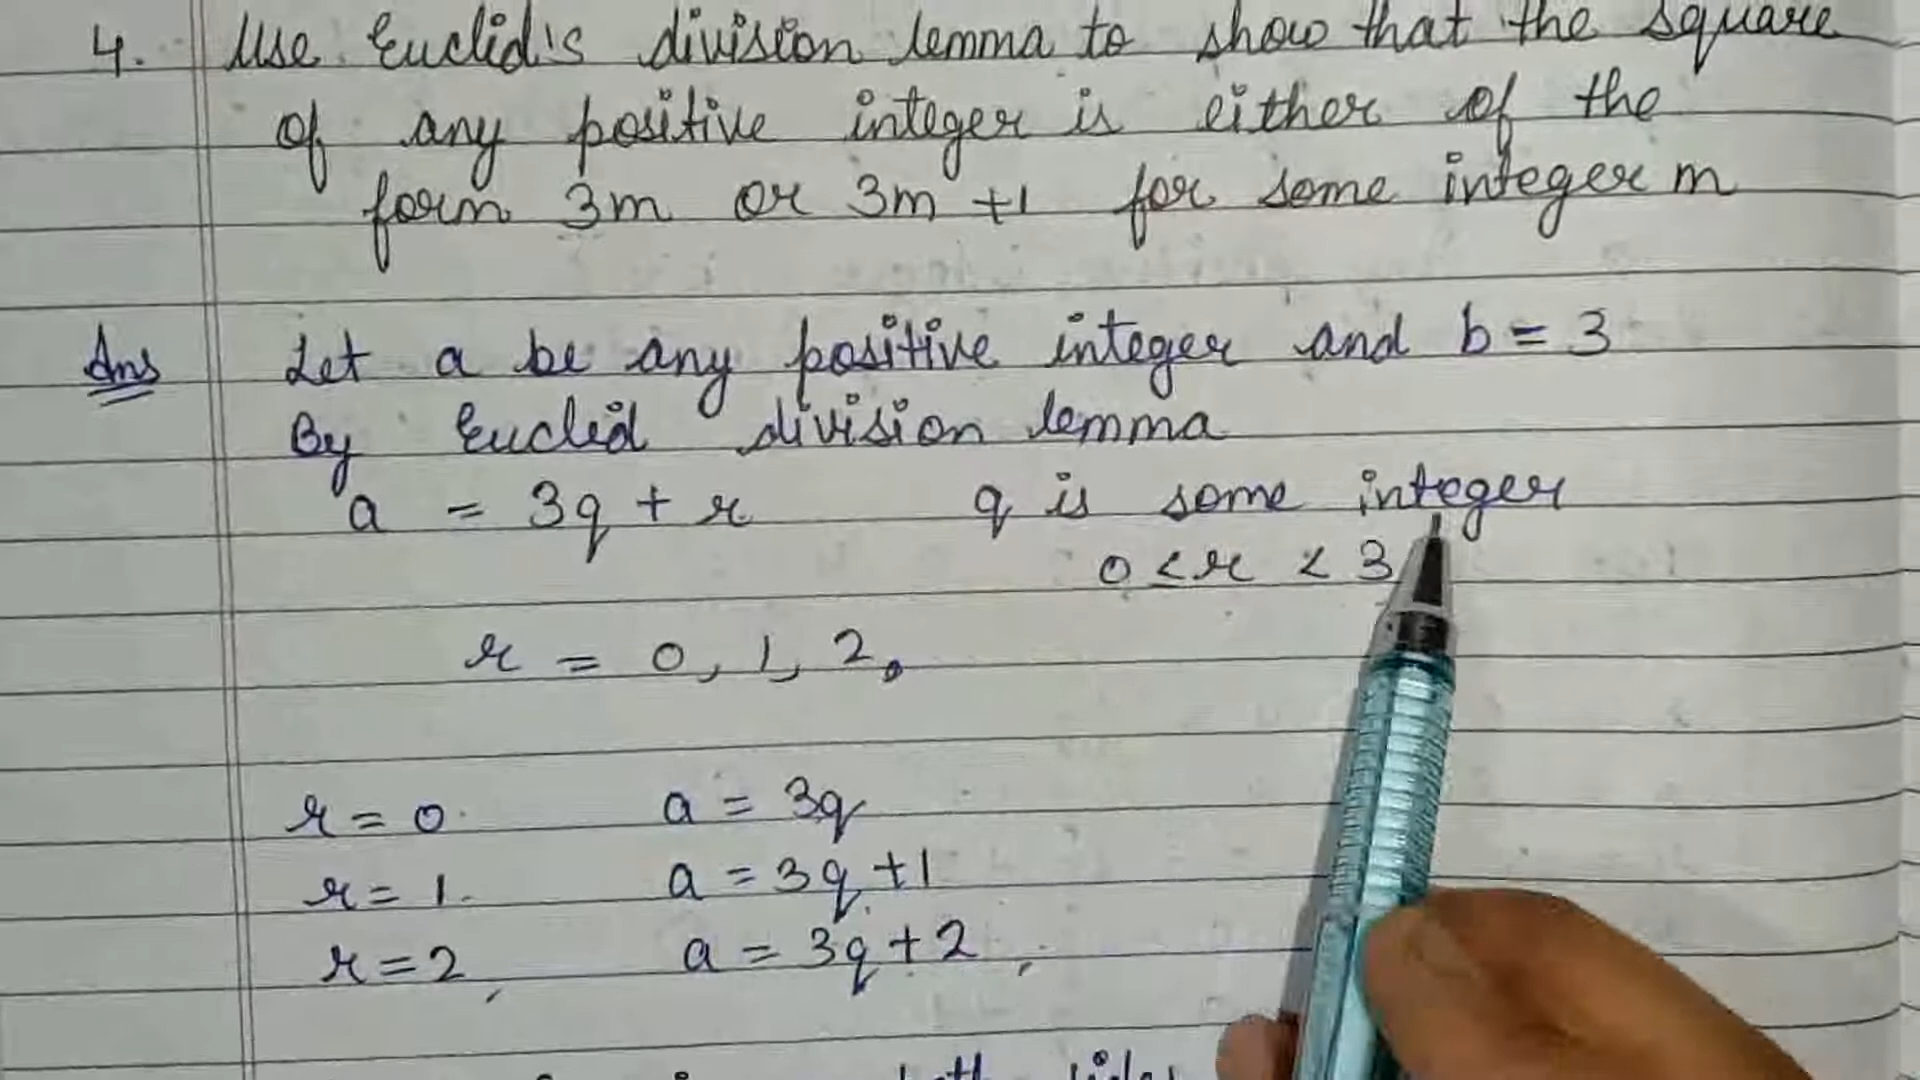 4. Use Euclid's division lemma to show that the square
of any positive integer is either of the
form 3m or 3m +1 for some integer m
Ans Let a be any positive integer and b = 3
By Euclid division lemma
a = 3q + r q is some integer
0 < r < 3
r = 0, 1, 2,
r = 0 a = 3q
r = 1 a = 3q +1
r = 2, a = 3q + 2,
both sides